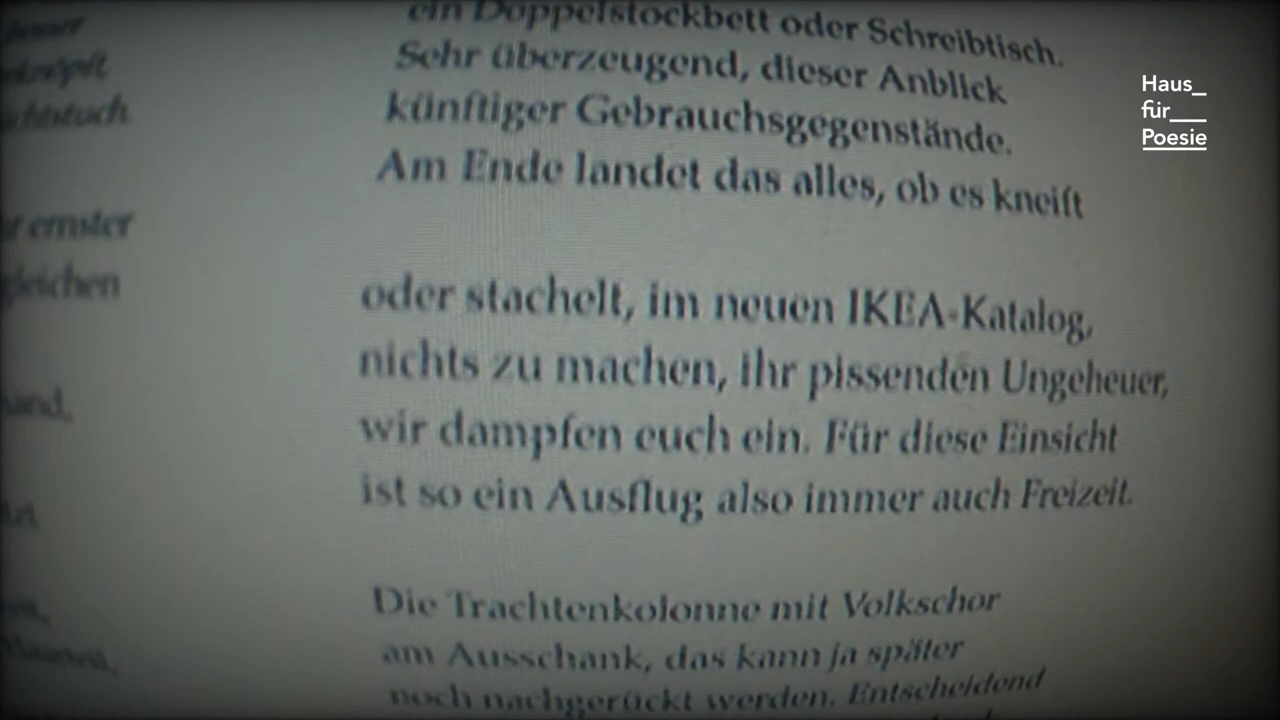 ein Doppelstockbett oder Schreibtisch.
Sehr überzeugend, dieser Anblick
künftiger Gebrauchsgegenstände.
Am Ende landet das alles, ob es kneift
oder stachelt, im neuen IKEA-Katalog,
nichts zu machen, ihr pissenden Ungeheuer,
wir dampfen euch ein. Für diese Einsicht
ist so ein Ausflug also immer auch Freizeit.
Die Trachtenkolonne mit Volkschor
am Ausschank, das kann ja später
noch nachgerückt werden. Entscheidend
ernster
gleichen
Haus_
für__
Poesie